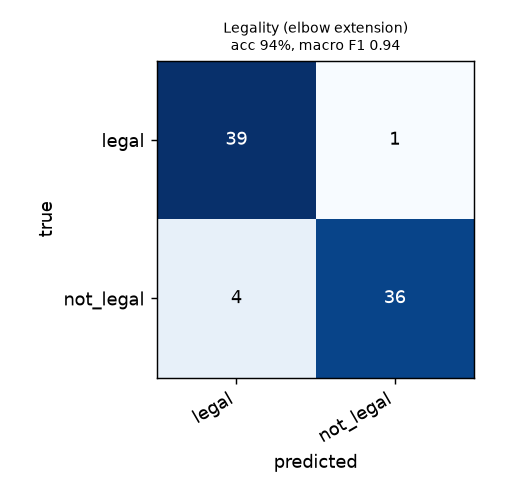 Legality (elbow extension)
acc 94%, macro F1 0.94
legal
39
1
true
not_legal
4
36
legal
not_legal
predicted